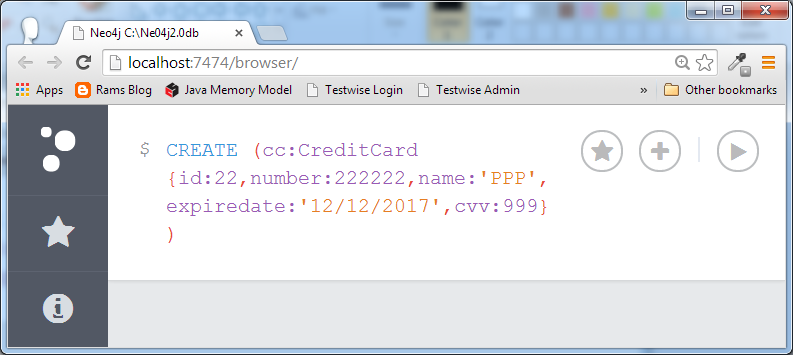 Neo4j C:\Ne04j2.0db
localhost:7474/browser/
Apps Rams Blog Java Memory Model Testwise Login Testwise Admin » Other bookmarks
$ CREATE (cc:CreditCard
{id:22,number:222222,name:'PPP',
expiredate:'12/12/2017',cvv:999}
)